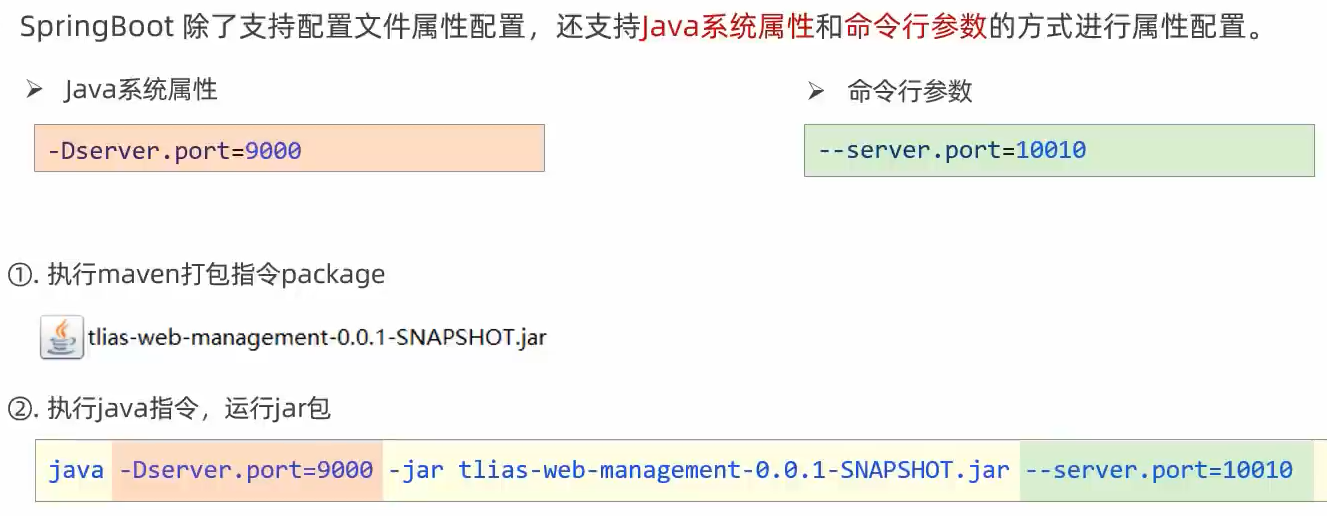 SpringBoot 除了支持配置文件属性配置，还支持Java系统属性和命令行参数的方式进行属性配置。
➢ Java系统属性
-Dserver.port=9000
➢ 命令行参数
--server.port=10010
①. 执行maven打包指令package
tlias-web-management-0.0.1-SNAPSHOT.jar
②. 执行java指令，运行jar包
java -Dserver.port=9000 -jar tlias-web-management-0.0.1-SNAPSHOT.jar --server.port=10010